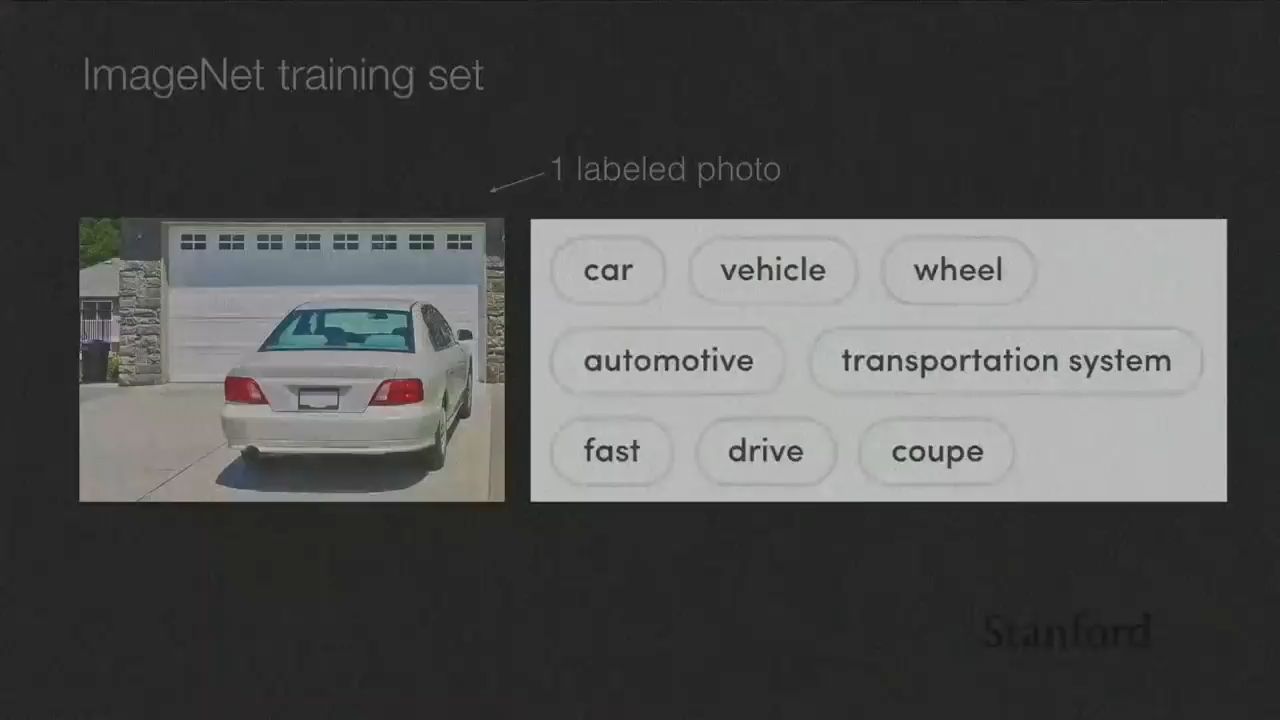 ImageNet training set
1 labeled photo
car vehicle wheel
automotive transportation system
fast drive coupe
Stanford